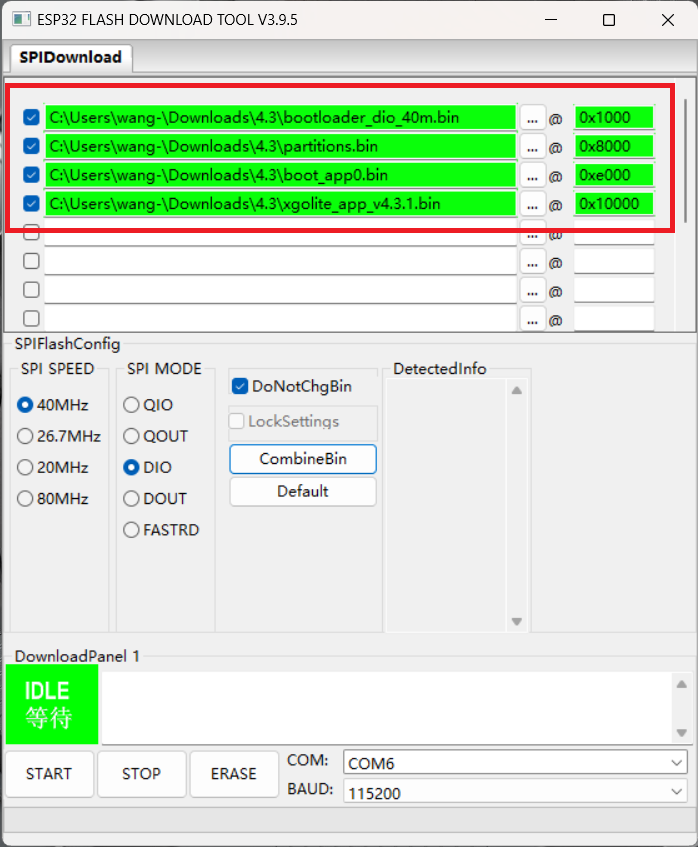 ESP32 FLASH DOWNLOAD TOOL V3.9.5
SPIDownload
C:\Users\wang-\Downloads\4.3\bootloader_dio_40m.bin ... @ 0x1000
C:\Users\wang-\Downloads\4.3\partitions.bin ... @ 0x8000
C:\Users\wang-\Downloads\4.3\boot_app0.bin ... @ 0xe000
C:\Users\wang-\Downloads\4.3\xgolite_app_v4.3.1.bin ... @ 0x10000
... @
... @
... @
... @
SPIFlashConfig
SPI SPEED
40MHz
26.7MHz
20MHz
80MHz
SPI MODE
QIO
QOUT
DIO
DOUT
FASTRD
DoNotChgBin
LockSettings
CombineBin
Default
DetectedInfo
DownloadPanel 1
IDLE
等待
START STOP ERASE
COM: COM6
BAUD: 115200